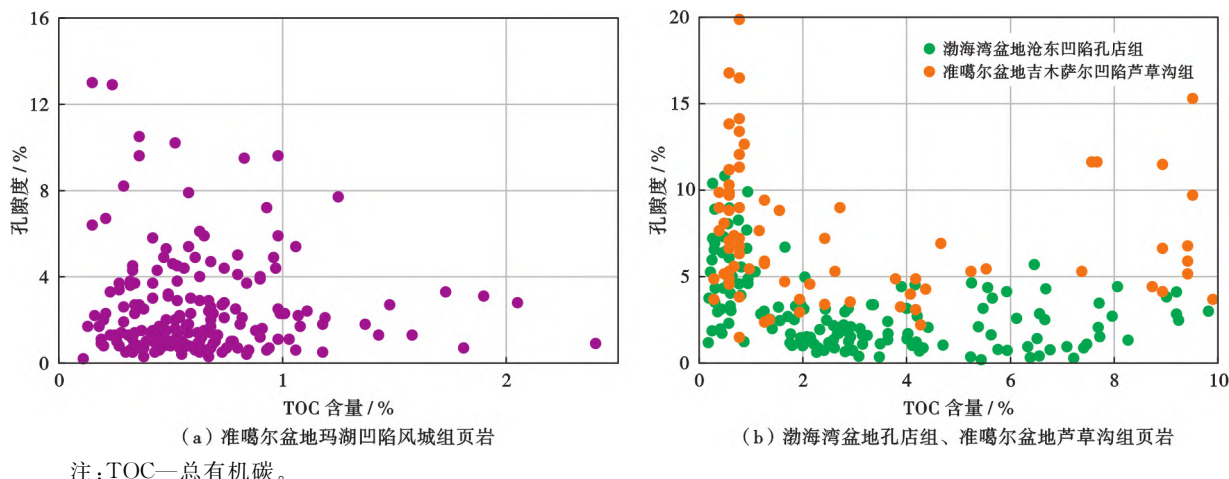 16
12
8
4
0
孔隙度 / %
0
1
2
TOC 含量 / %
(a) 准噶尔盆地玛湖凹陷风城组页岩
20
15
10
5
0
孔隙度 / %
渤海湾盆地沧东凹陷孔店组
准噶尔盆地吉木萨尔凹陷芦草沟组
0
2
4
6
8
10
TOC 含量 / %
(b) 渤海湾盆地孔店组、准噶尔盆地芦草沟组页岩
注:TOC—总有机碳。